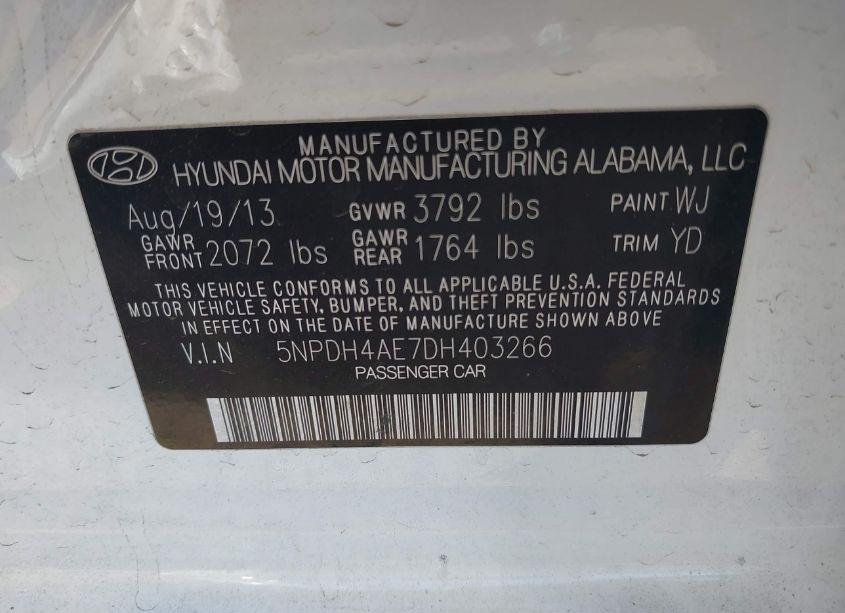 MANUFACTURED BY
HYUNDAI MOTOR MANUFACTURING ALABAMA, LLC
Aug/19/13 GVWR 3792 lbs PAINT WJ
GAWR FRONT 2072 lbs GAWR REAR 1764 lbs TRIM YD
THIS VEHICLE CONFORMS TO ALL APPLICABLE U.S.A. FEDERAL
MOTOR VEHICLE SAFETY, BUMPER, AND THEFT PREVENTION STANDARDS
IN EFFECT ON THE DATE OF MANUFACTURE SHOWN ABOVE
V.I.N 5NPDH4AE7DH403266
PASSENGER CAR